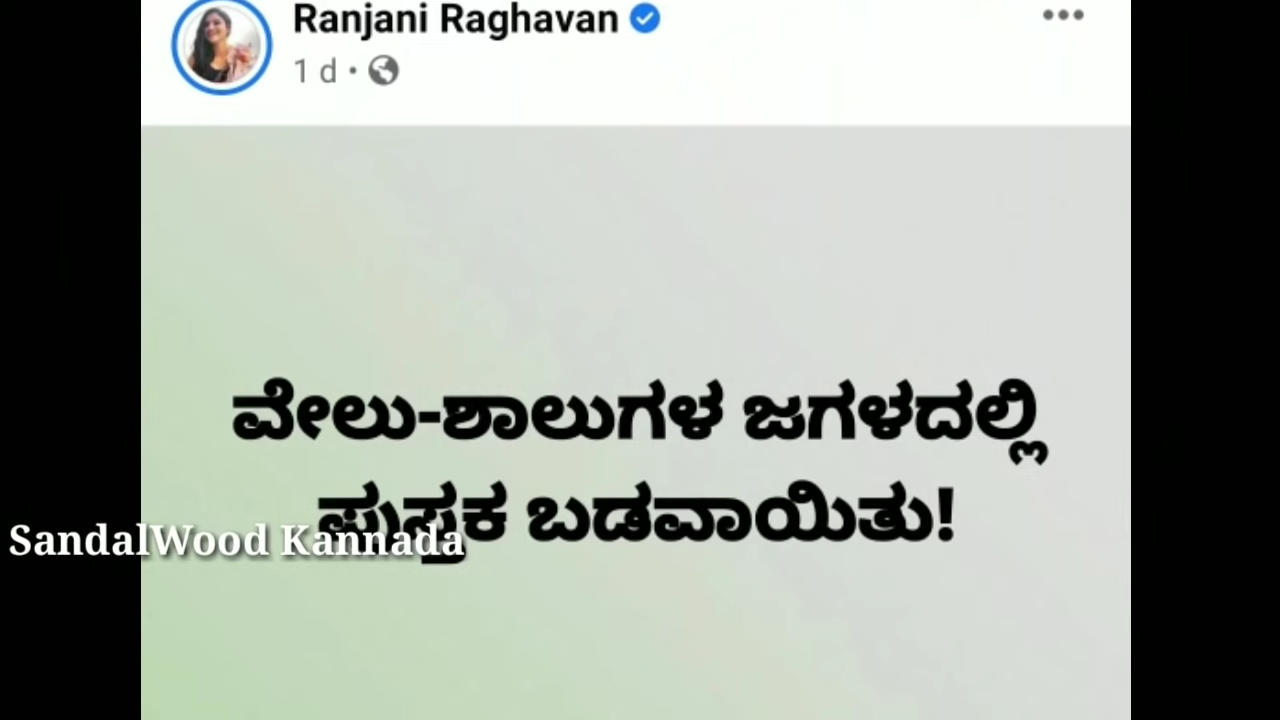 Ranjani Raghavan
1 d •
ವೇಲು-ಶಾಲುಗಳ ಜಗಳದಲ್ಲಿ
ಪುಸ್ತಕ ಬಡವಾಯಿತು!
SandalWood Kannada